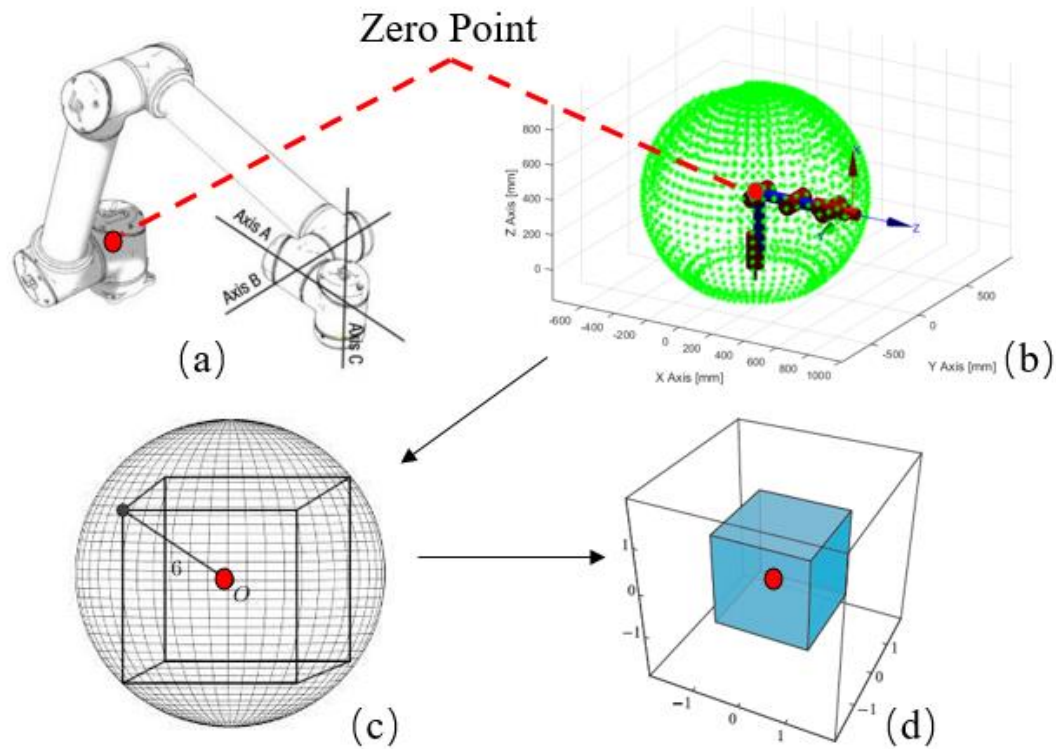 Zero Point
Axis A
Axis B
Axis C
(a)
Z Axis [mm]
800
600
400
200
0
-600
-400
-200
0
200
400
600
800
1000
X Axis [mm]
-500
0
500
Y Axis [mm]
Z
(b)
6
O
(c)
1
0
-1
-1
0
1
-1
0
1
(d)